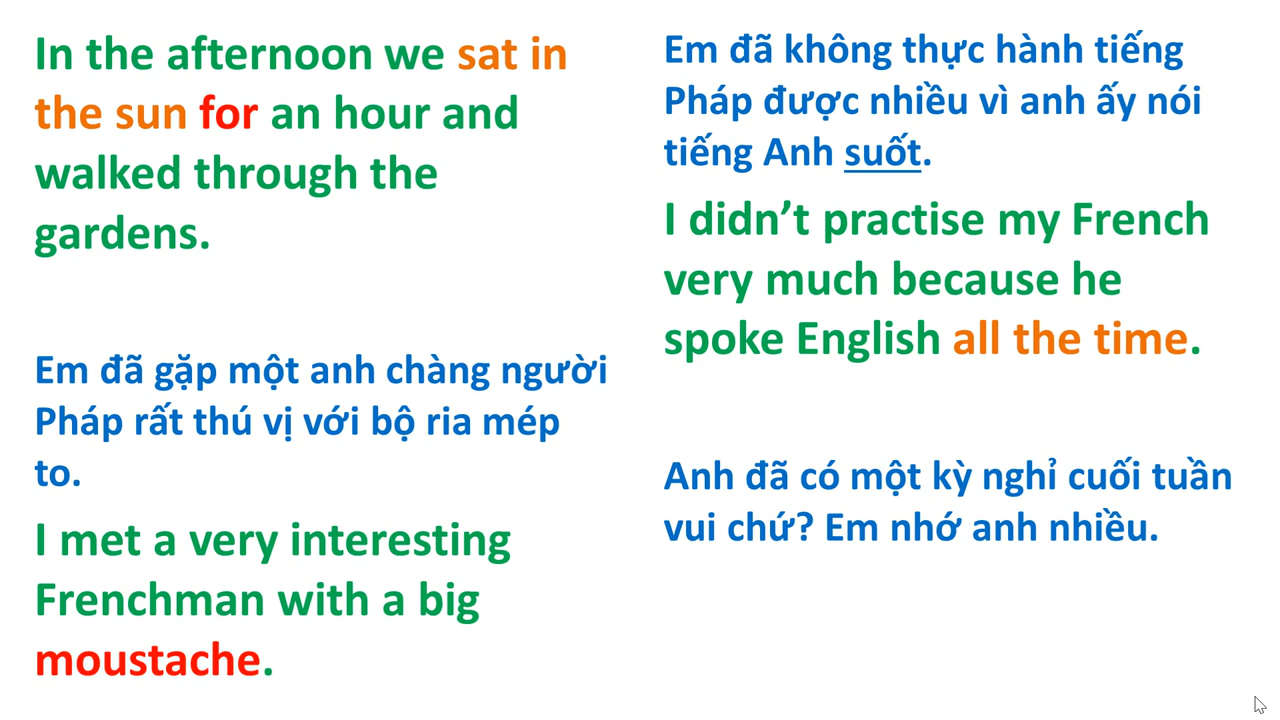 In the afternoon we sat in
the sun for an hour and
walked through the
gardens.
Em đã gặp một anh chàng người
Pháp rất thú vị với bộ ria mép
to.
I met a very interesting
Frenchman with a big
moustache.
Em đã không thực hành tiếng
Pháp được nhiều vì anh ấy nói
tiếng Anh suốt.
I didn’t practise my French
very much because he
spoke English all the time.
Anh đã có một kỳ nghỉ cuối tuần
vui chứ? Em nhớ anh nhiều.